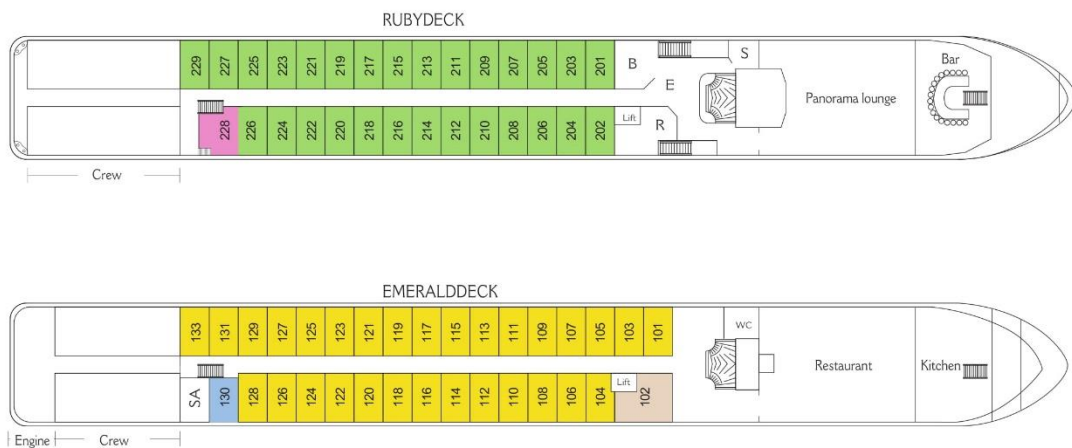 RUBYDECK
229 227 225 223 221 219 217 215 213 211 209 207 205 203 201 B S
E
Panorama lounge
Bar
228 226 224 222 220 218 216 214 212 210 208 206 204 202 Lift R
Crew
EMERALDDECK
133 131 129 127 125 123 121 119 117 115 113 111 109 107 105 103 101 WC
Restaurant Kitchen
SA 130 128 126 124 122 120 118 116 114 112 110 108 106 104 Lift 102
Engine Crew